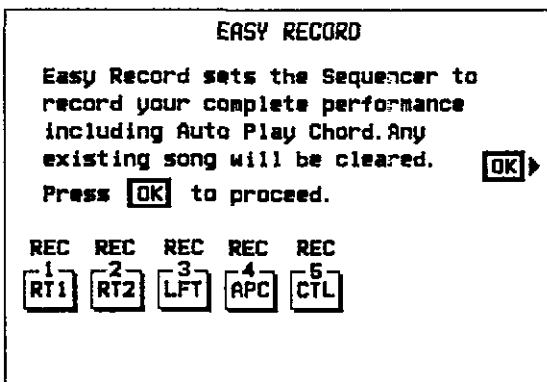 EASY RECORD
Easy Record sets the Sequencer to
record your complete performance
including Auto Play Chord. Any
existing song will be cleared.
OK
Press OK to proceed.
REC REC REC REC REC
1 2 3 4 5
RT1 RT2 LFT APC CTL